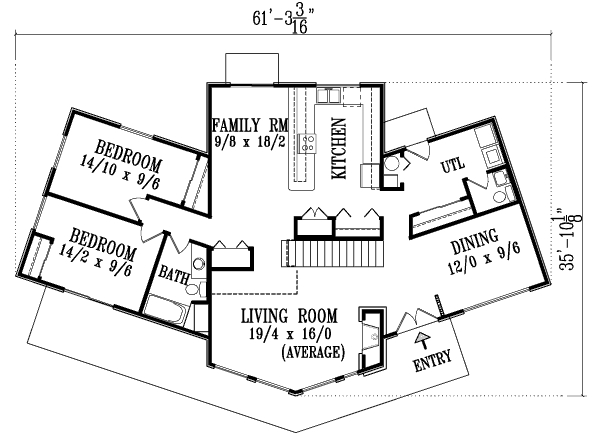 61'-3 3/16
FAMILY RM
9/8 x 18/2
KITCHEN
BEDROOM
14/10 x 9/6
UTL
BEDROOM
14/2 x 9/6
BATH
DINING
12/0 x 9/6
35'-10 1/8
LIVING ROOM
19/4 x 16/0
(AVERAGE)
ENTRY